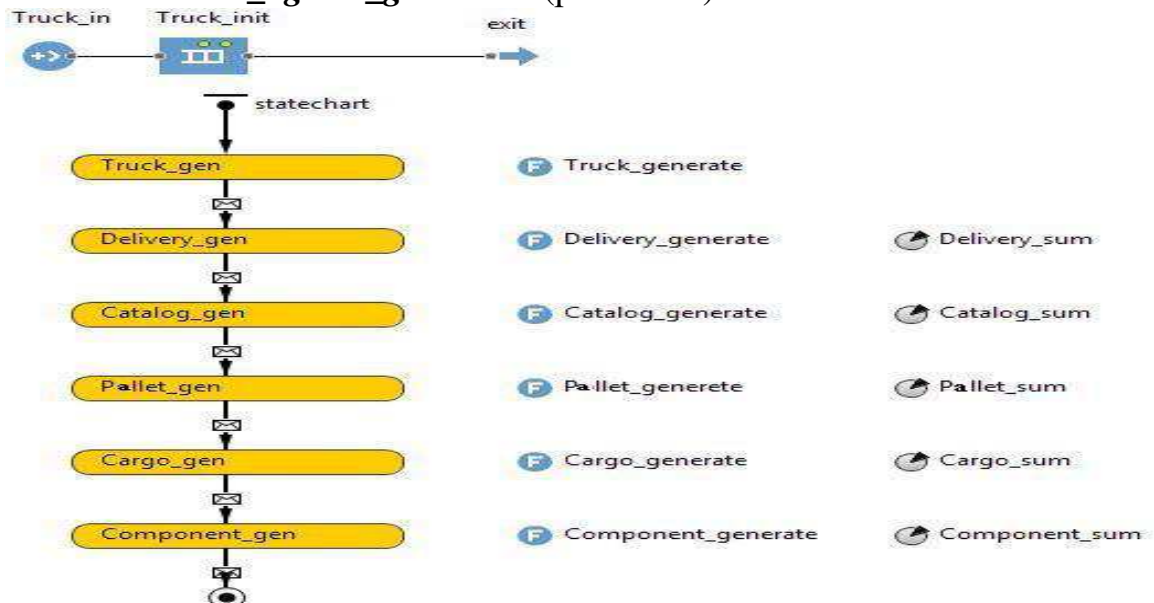 Truck_in Truck_init exit
statechart
Truck_gen Truck_generate
Delivery_gen Delivery_generate Delivery_sum
Catalog_gen Catalog_generate Catalog_sum
Pallet_gen Pallet_generete Pallet_sum
Cargo_gen Cargo_generate Cargo_sum
Component_gen Component_generate Component_sum